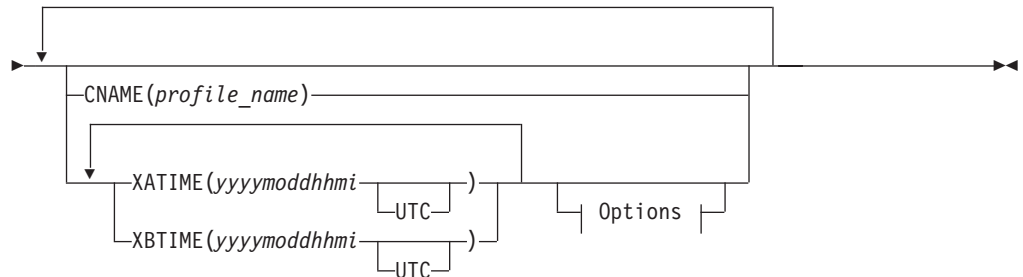 CNAME(profile_name)
XATIME(yyyymoddhhmi UTC )
Options
XBTIME(yyyymoddhhmi UTC )